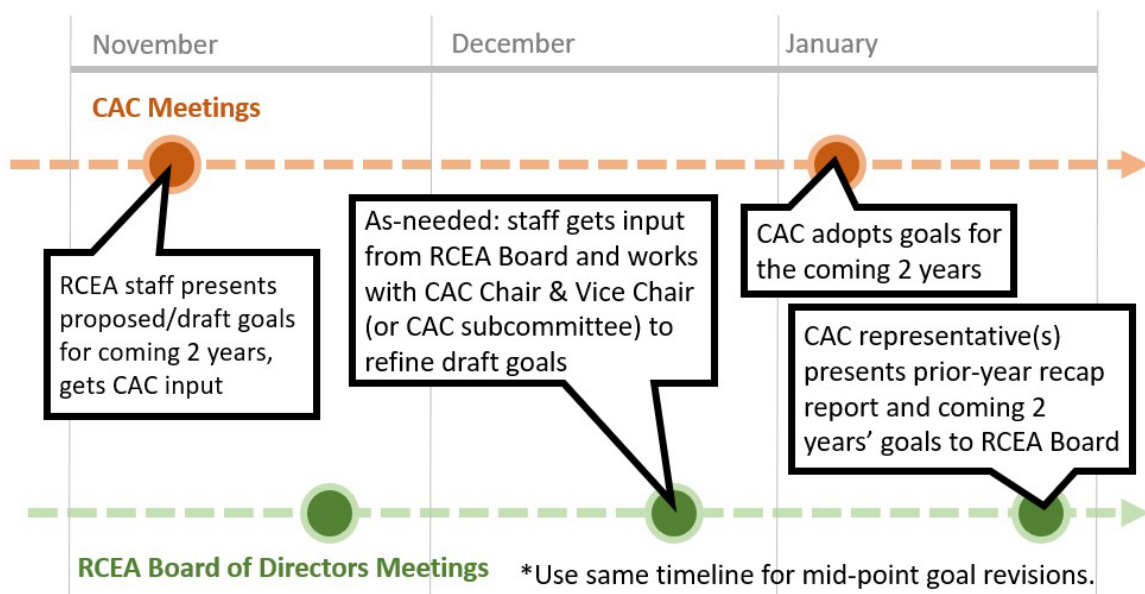 November
December
January
CAC Meetings
RCEA staff presents
proposed/draft goals
for coming 2 years,
gets CAC input
As-needed: staff gets input
from RCEA Board and works
with CAC Chair & Vice Chair
(or CAC subcommittee) to
refine draft goals
CAC adopts goals for
the coming 2 years
CAC representative(s)
presents prior-year recap
report and coming 2
years’ goals to RCEA Board
RCEA Board of Directors Meetings
*Use same timeline for mid-point goal revisions.